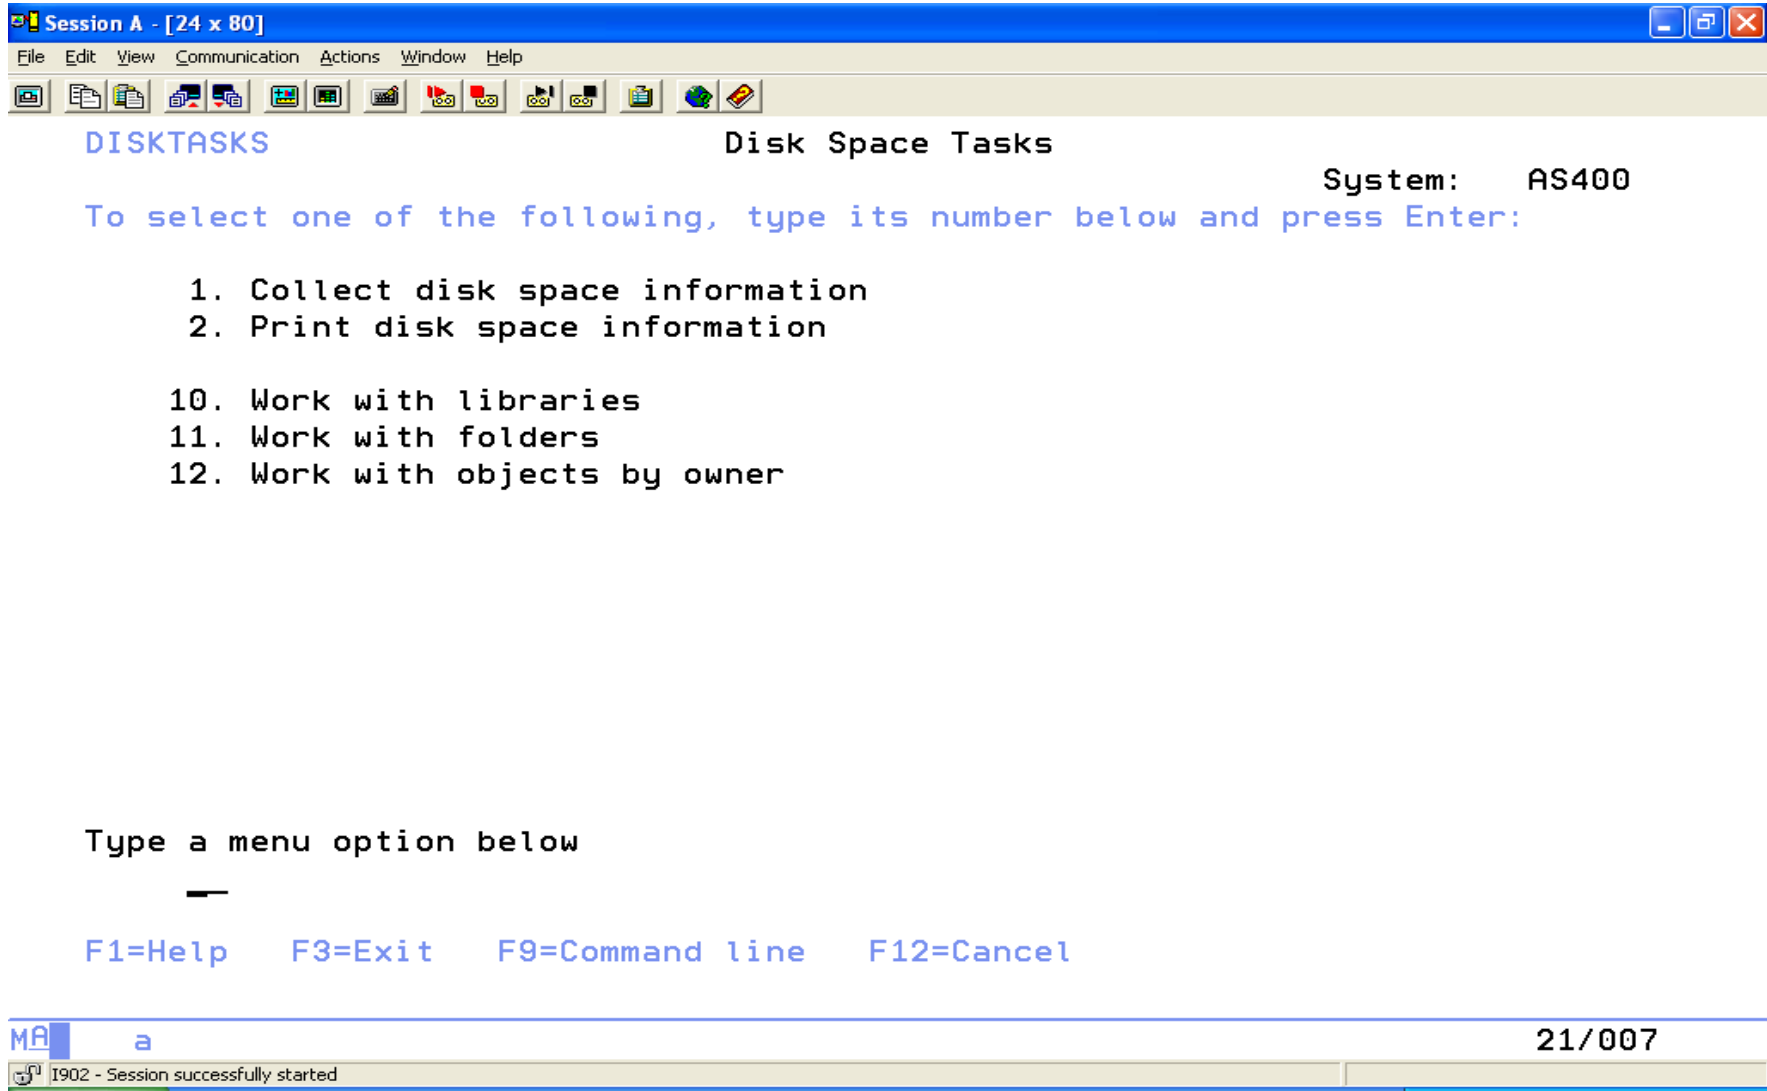 Session A - [24 x 80]
File Edit View Communication Actions Window Help
DISKTASKS Disk Space Tasks
System: AS400
To select one of the following, type its number below and press Enter:
1. Collect disk space information
2. Print disk space information
10. Work with libraries
11. Work with folders
12. Work with objects by owner
Type a menu option below
F1=Help F3=Exit F9=Command line F12=Cancel
MA a 21/007
I902 - Session successfully started